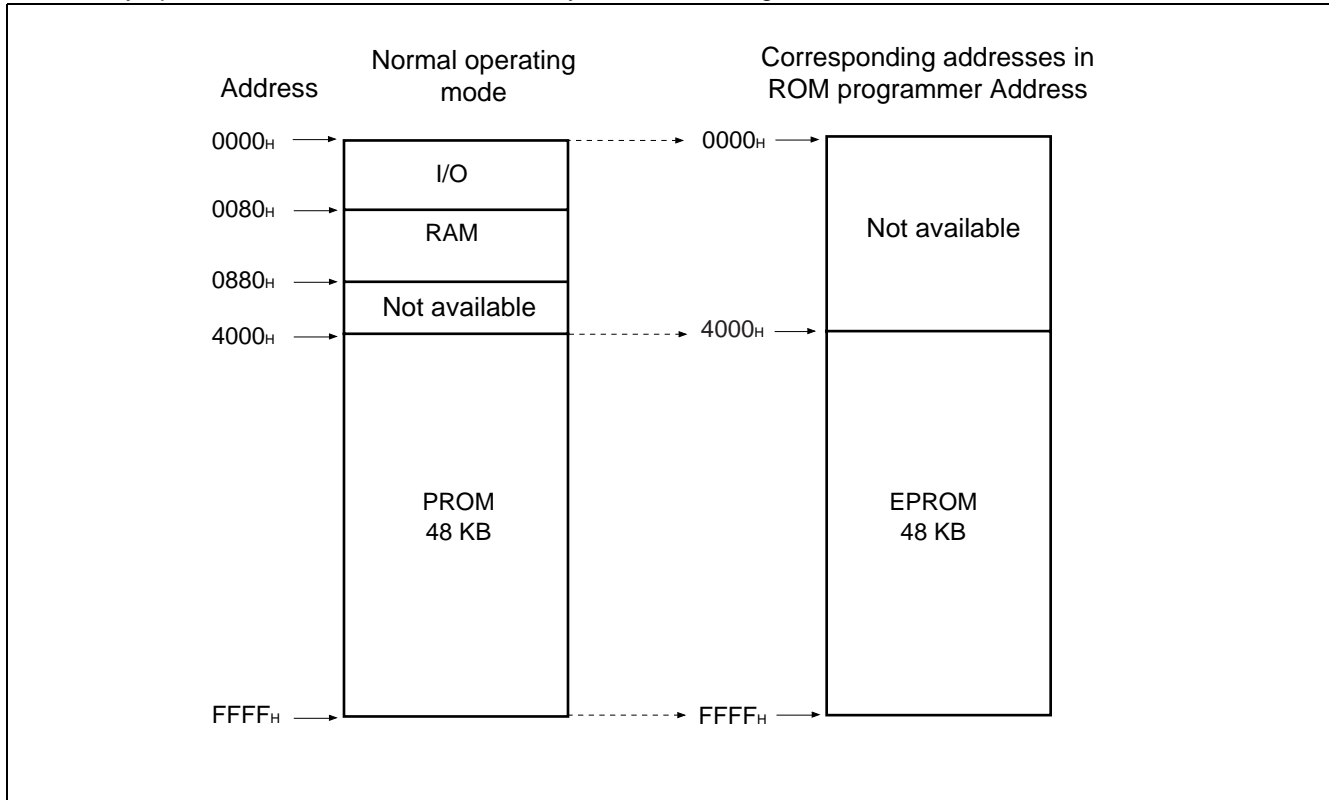 Address
Normal operating
mode
Corresponding addresses in
ROM programmer Address
0000H
I/O
0080H
RAM
0880H
Not available
4000H
PROM
48 KB
FFFFH
0000H
Not available
4000H
EPROM
48 KB
FFFFH